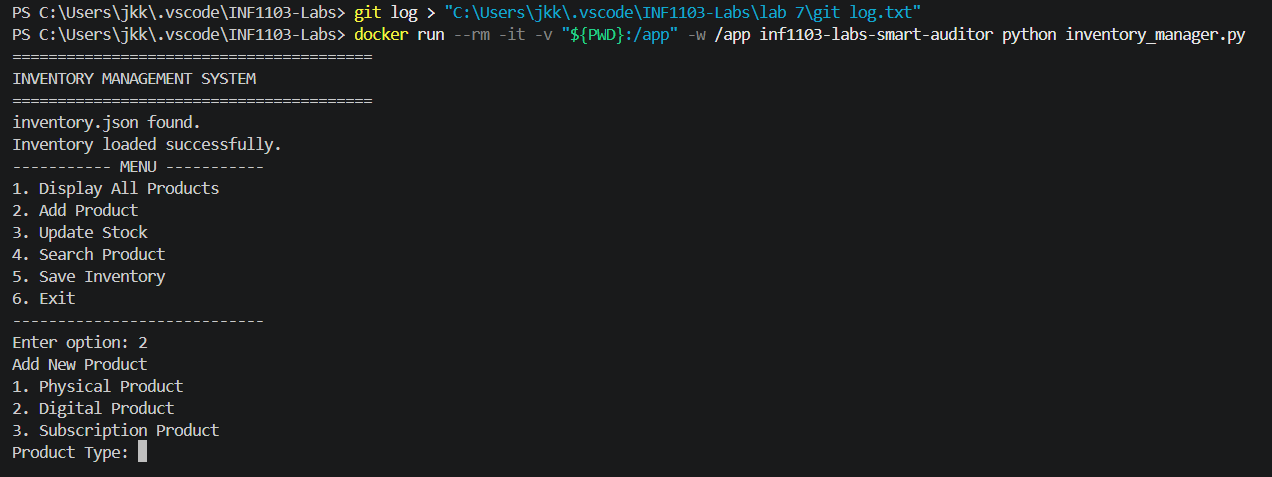 PS C:\Users\jkk\.vscode\INF1103-Labs> git log > "C:\Users\jkk\.vscode\INF1103-Labs\lab 7\git log.txt"
PS C:\Users\jkk\.vscode\INF1103-Labs> docker run --rm -it -v "${PWD}:/app" -w /app inf1103-labs-smart-auditor python inventory_manager.py
========================================
INVENTORY MANAGEMENT SYSTEM
========================================
inventory.json found.
Inventory loaded successfully.
----------- MENU -----------
1. Display All Products
2. Add Product
3. Update Stock
4. Search Product
5. Save Inventory
6. Exit
----------------------------
Enter option: 2
Add New Product
1. Physical Product
2. Digital Product
3. Subscription Product
Product Type: